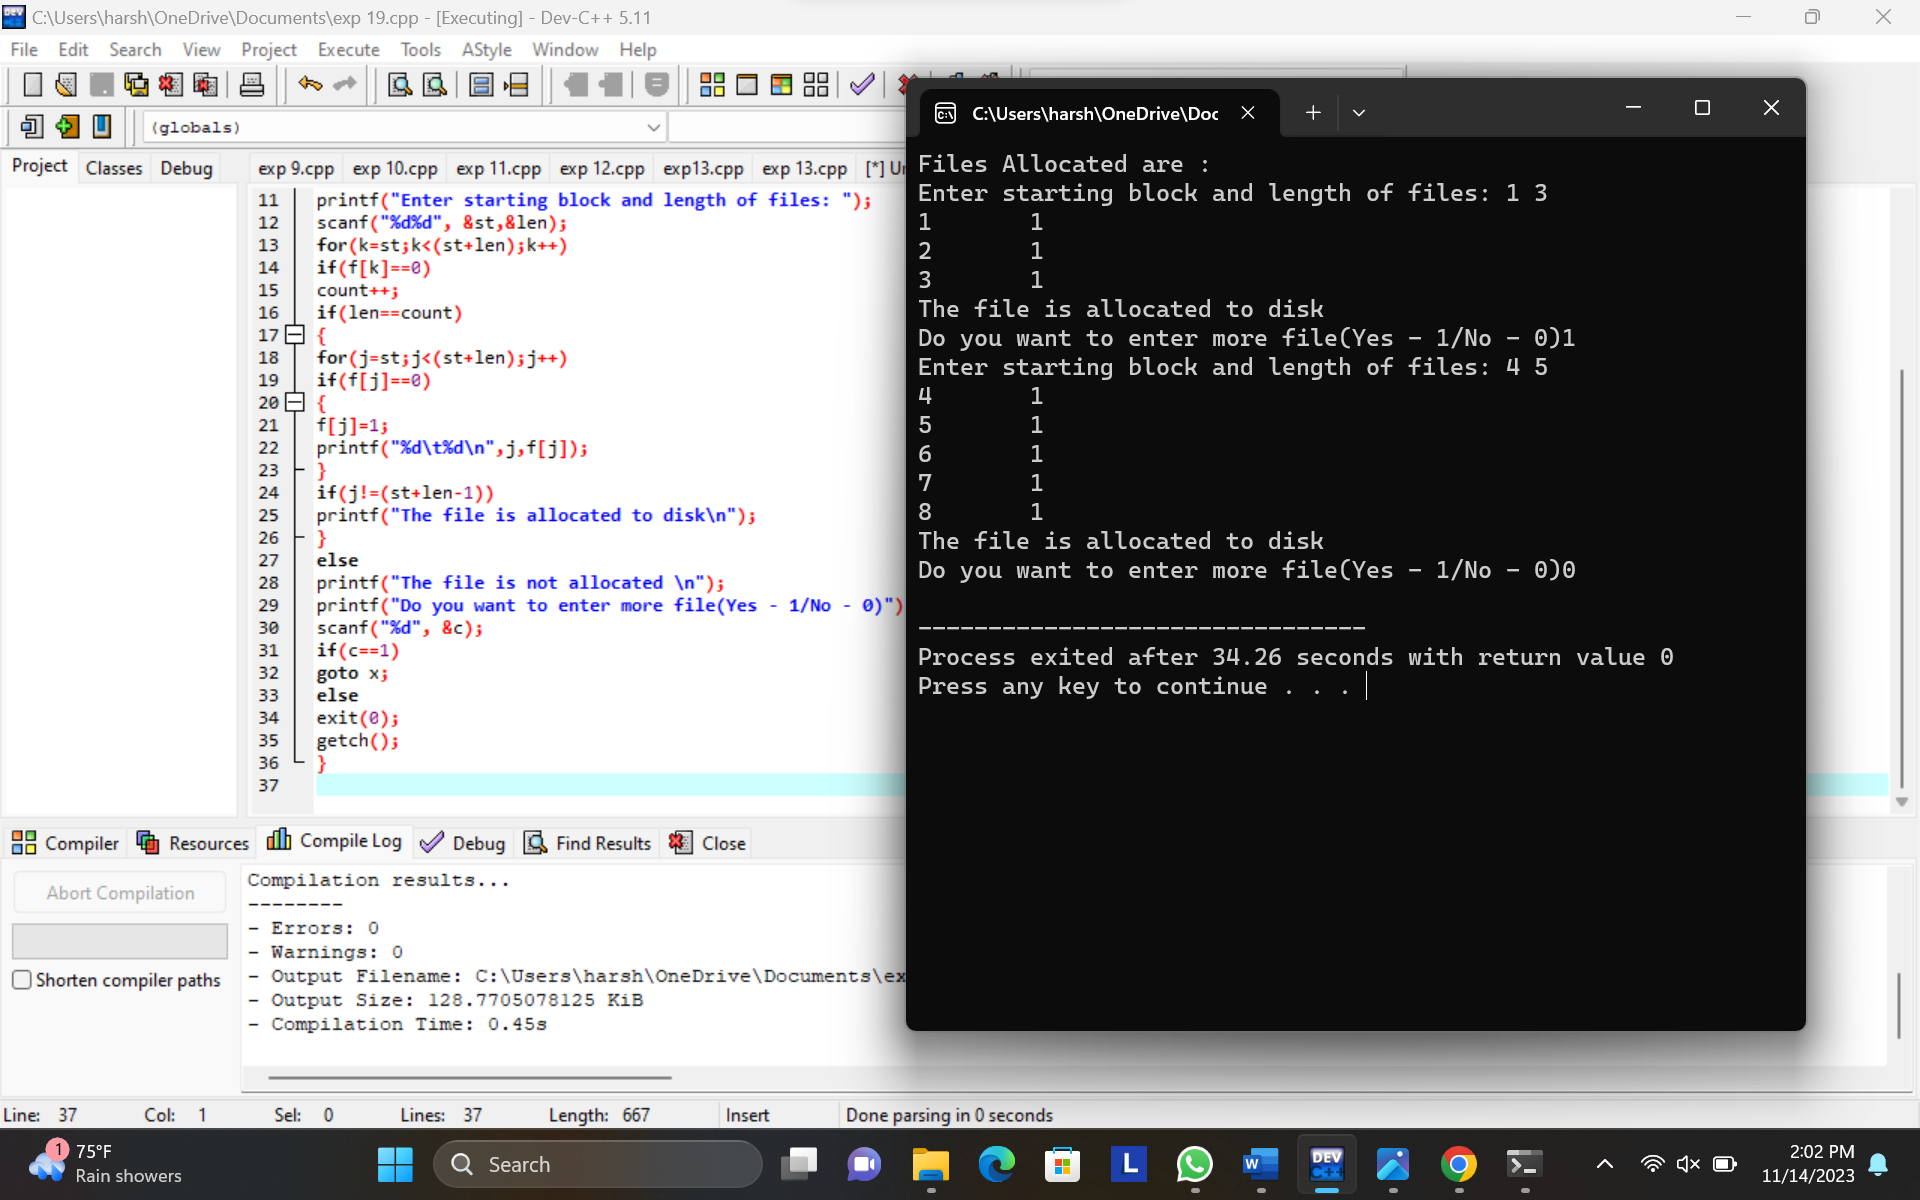 C:\Users\harsh\OneDrive\Documents\exp 19.cpp - [Executing] - Dev-C++ 5.11
File Edit Search View Project Execute Tools AStyle Window Help
(globals)
Project Classes Debug
exp 9.cpp exp 10.cpp exp 11.cpp exp 12.cpp exp13.cpp exp 13.cpp [*] Un
11 printf("Enter starting block and length of files: ");
12 scanf("%d%d", &st,&len);
13 for(k=st;k<(st+len);k++)
14 if(f[k]==0)
15 count++;
16 if(len==count)
17 {
18 for(j=st;j<(st+len);j++)
19 if(f[j]==0)
20 {
21 f[j]=1;
22 printf("%d\t%d\n",j,f[j]);
23 }
24 if(j!=(st+len-1))
25 printf("The file is allocated to disk\n");
26 }
27 else
28 printf("The file is not allocated \n");
29 printf("Do you want to enter more file(Yes - 1/No - 0)")
30 scanf("%d", &c);
31 if(c==1)
32 goto x;
33 else
34 exit(0);
35 getch();
36 }
37
C:\Users\harsh\OneDrive\Doc
Files Allocated are :
Enter starting block and length of files: 1 3
1 1
2 1
3 1
The file is allocated to disk
Do you want to enter more file(Yes - 1/No - 0)1
Enter starting block and length of files: 4 5
4 1
5 1
6 1
7 1
8 1
The file is allocated to disk
Do you want to enter more file(Yes - 1/No - 0)0
--------------------------------
Process exited after 34.26 seconds with return value 0
Press any key to continue . . .
Compiler Resources Compile Log Debug Find Results Close
Abort Compilation
Shorten compiler paths
Compilation results...
--------
- Errors: 0
- Warnings: 0
- Output Filename: C:\Users\harsh\OneDrive\Documents\ex
- Output Size: 128.7705078125 KiB
- Compilation Time: 0.45s
Line: 37 Col: 1 Sel: 0 Lines: 37 Length: 667 Insert Done parsing in 0 seconds
1
75°F
Rain showers
Search
L
W
DEV
C++
2:02 PM
11/14/2023